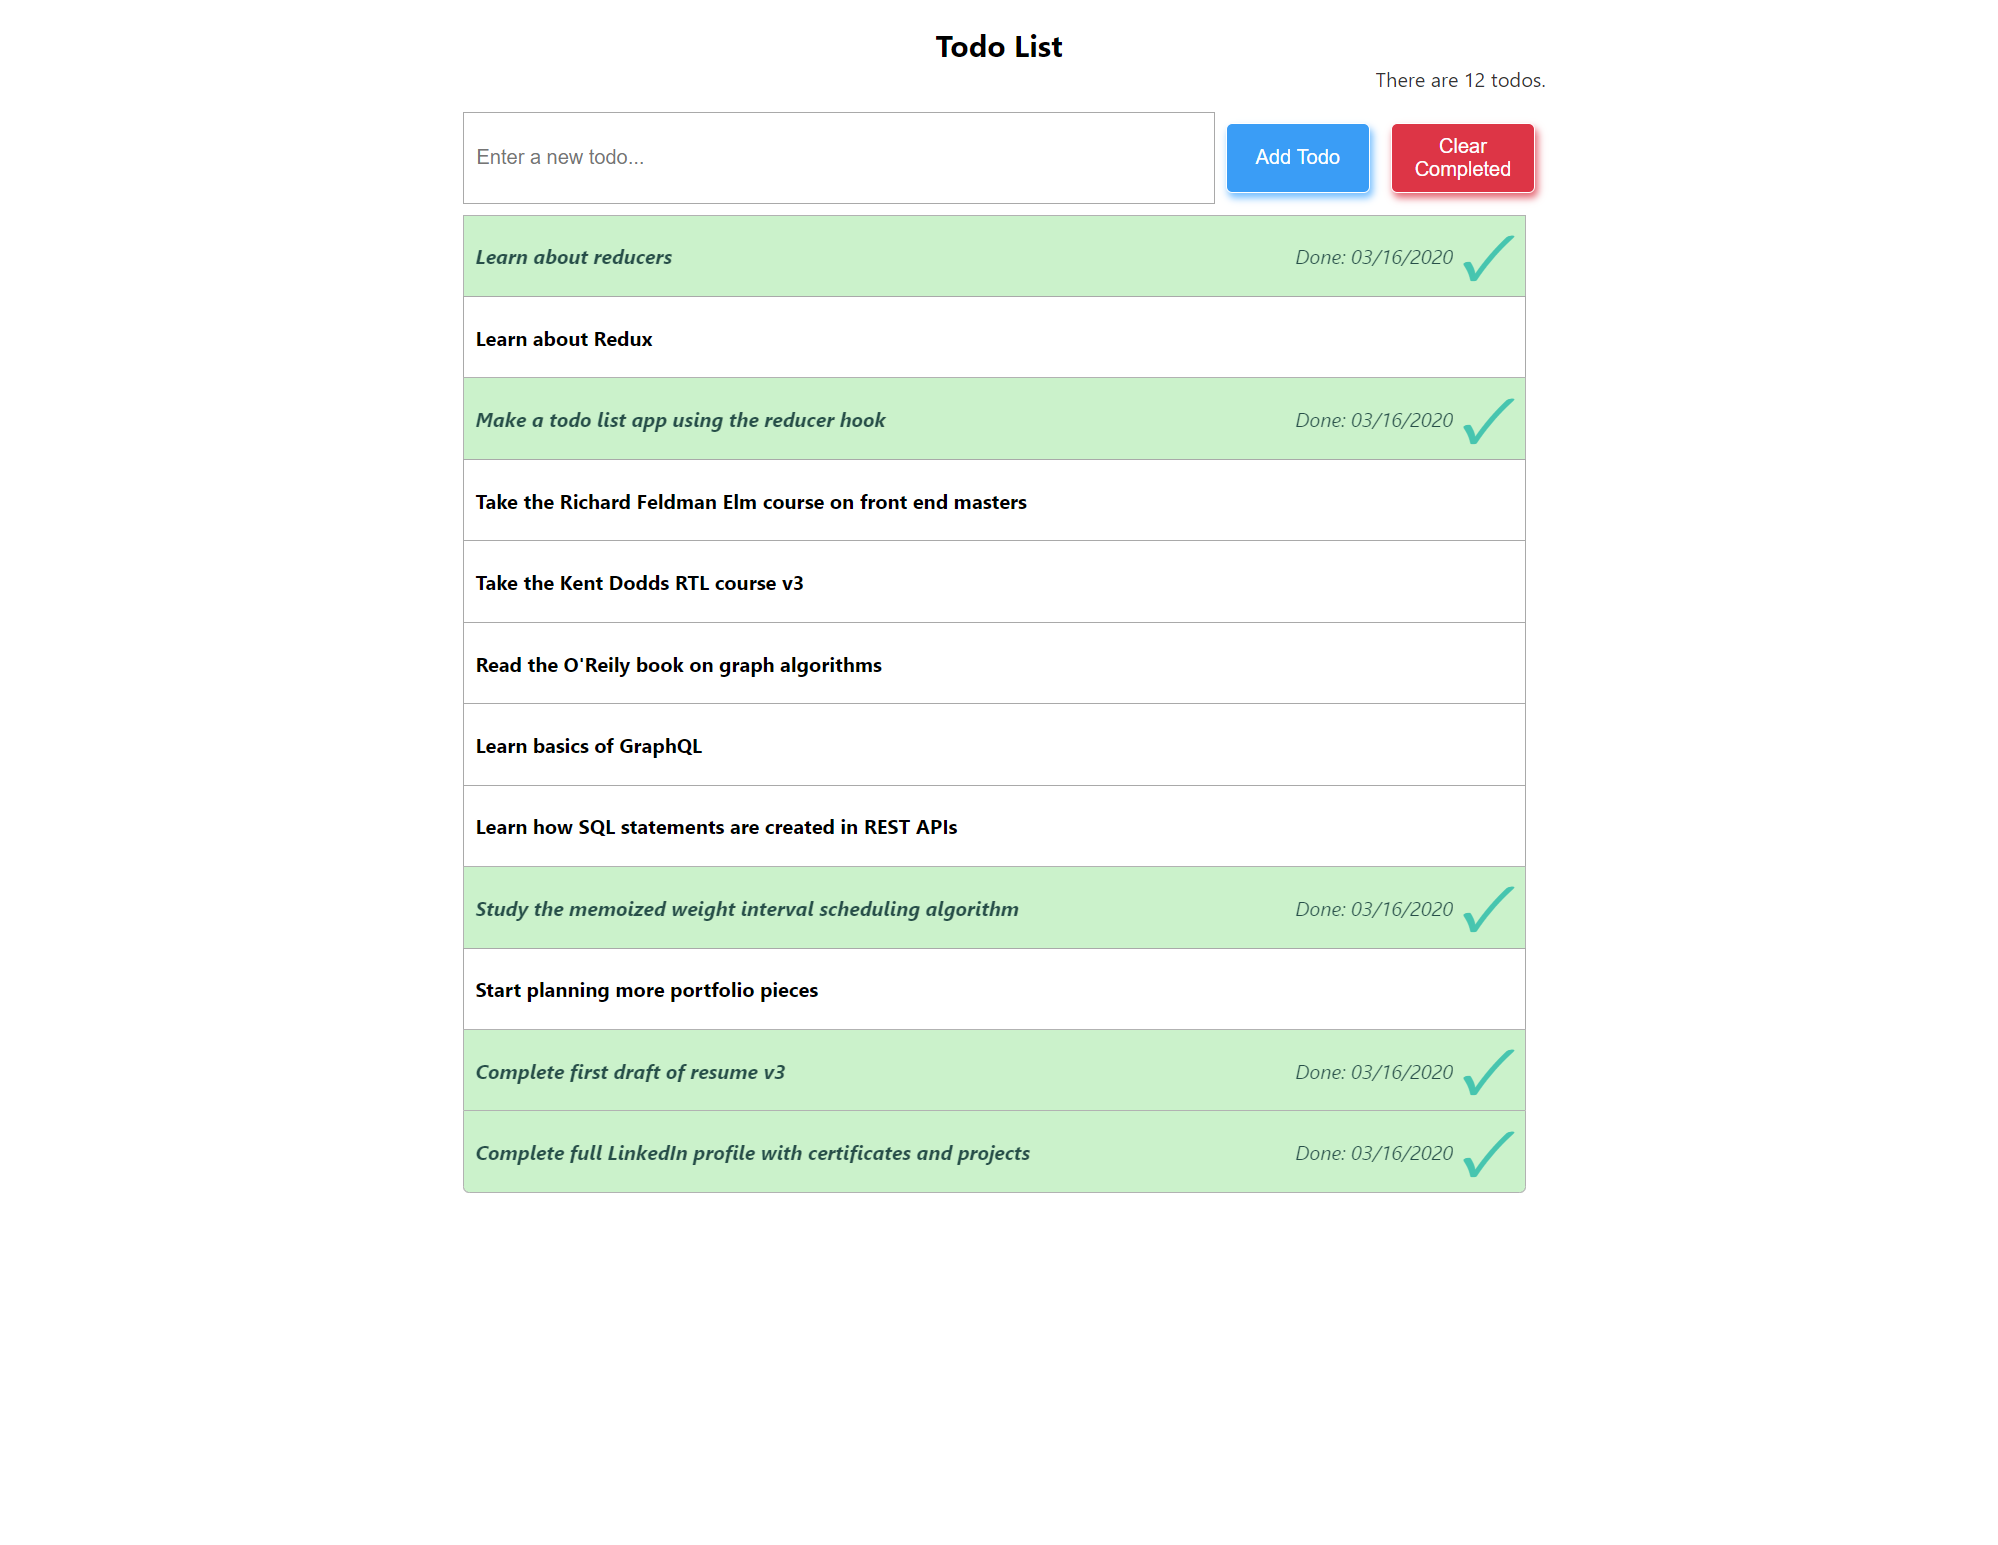 Todo List
There are 12 todos.
Enter a new todo...
Add Todo
Clear
Completed
Learn about reducers Done: 03/16/2020
Learn about Redux
Make a todo list app using the reducer hook Done: 03/16/2020
Take the Richard Feldman Elm course on front end masters
Take the Kent Dodds RTL course v3
Read the O'Reily book on graph algorithms
Learn basics of GraphQL
Learn how SQL statements are created in REST APIs
Study the memoized weight interval scheduling algorithm Done: 03/16/2020
Start planning more portfolio pieces
Complete first draft of resume v3 Done: 03/16/2020
Complete full LinkedIn profile with certificates and projects Done: 03/16/2020